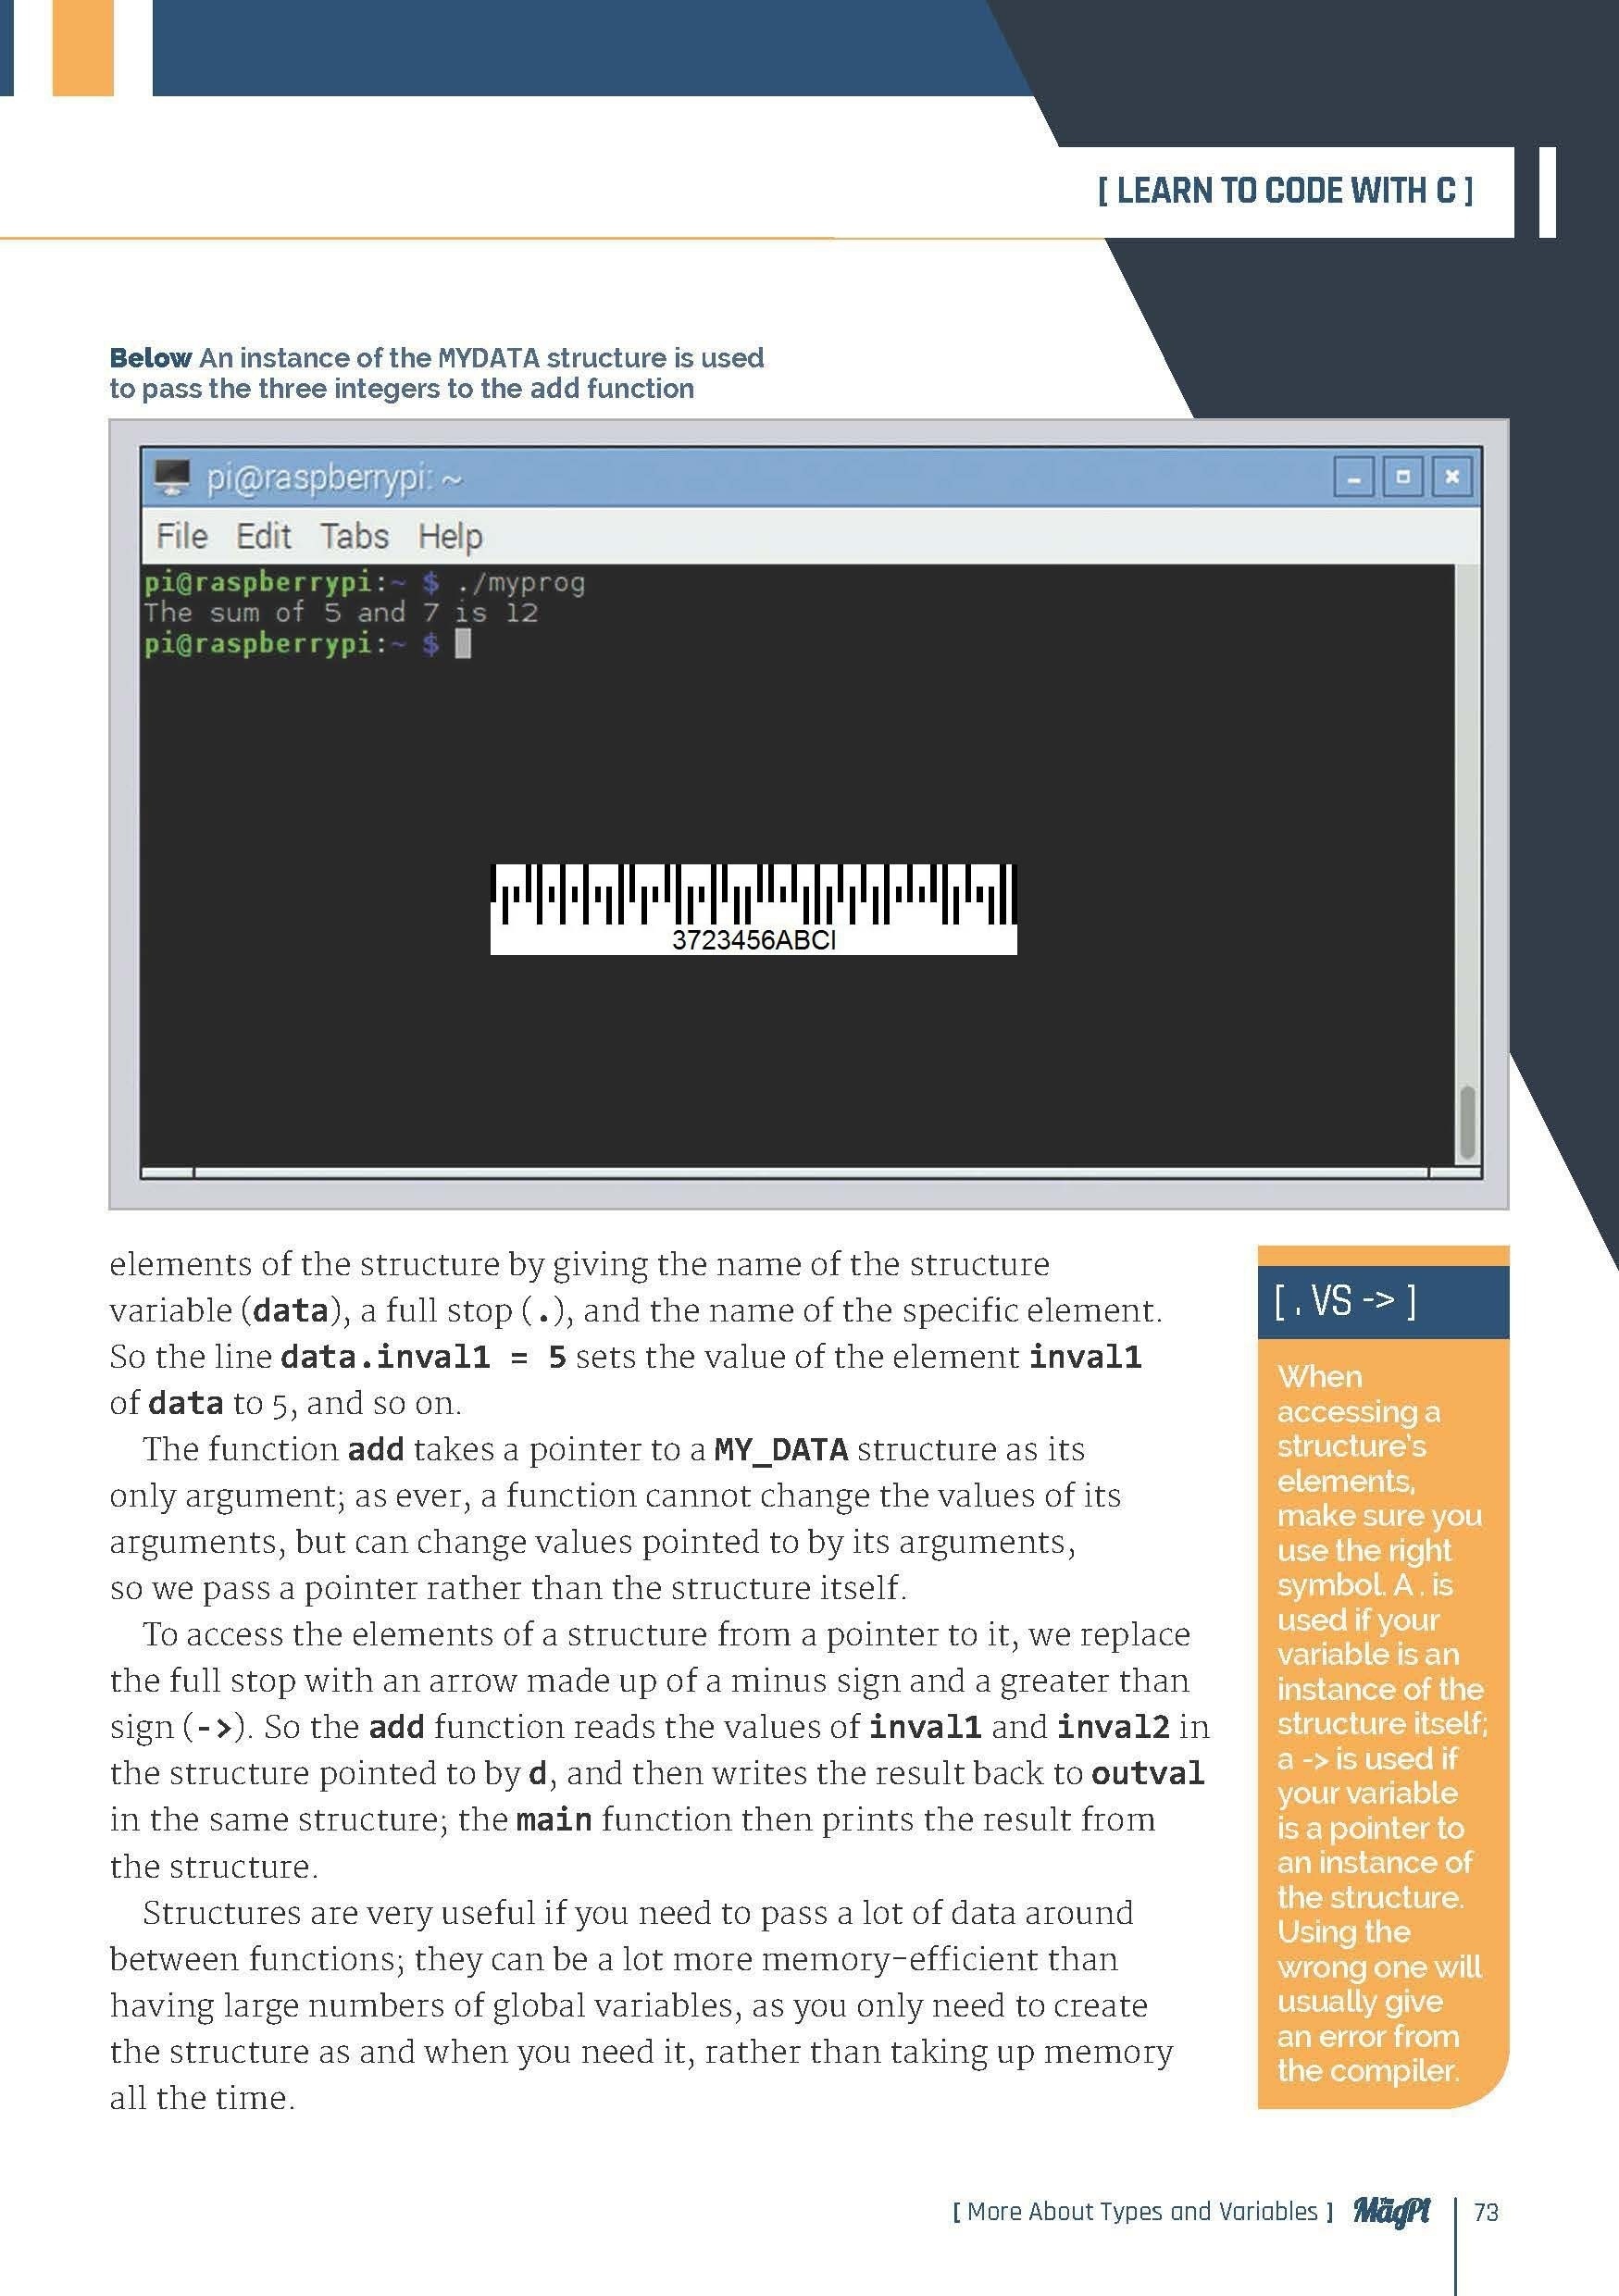 [ LEARN TO CODE WITH C ]
Below An instance of the MYDATA structure is used
to pass the three integers to the add function
pi@raspberrypi: ~
File Edit Tabs Help
pi@raspberrypi:~ $ ./myprog
The sum of 5 and 7 is 12
pi@raspberrypi:~ $
3723456ABCI
elements of the structure by giving the name of the structure
variable (data), a full stop (.), and the name of the specific element.
So the line data.inval1 = 5 sets the value of the element inval1
of data to 5, and so on.
The function add takes a pointer to a MY_DATA structure as its
only argument; as ever, a function cannot change the values of its
arguments, but can change values pointed to by its arguments,
so we pass a pointer rather than the structure itself.
To access the elements of a structure from a pointer to it, we replace
the full stop with an arrow made up of a minus sign and a greater than
sign (->). So the add function reads the values of inval1 and inval2 in
the structure pointed to by d, and then writes the result back to outval
in the same structure; the main function then prints the result from
the structure.
Structures are very useful if you need to pass a lot of data around
between functions; they can be a lot more memory-efficient than
having large numbers of global variables, as you only need to create
the structure as and when you need it, rather than taking up memory
all the time.
[ . VS -> ]
When
accessing a
structure's
elements,
make sure you
use the right
symbol. A . is
used if your
variable is an
instance of the
structure itself;
a -> is used if
your variable
is a pointer to
an instance of
the structure.
Using the
wrong one will
usually give
an error from
the compiler.
[ More About Types and Variables ] The MagPi 73